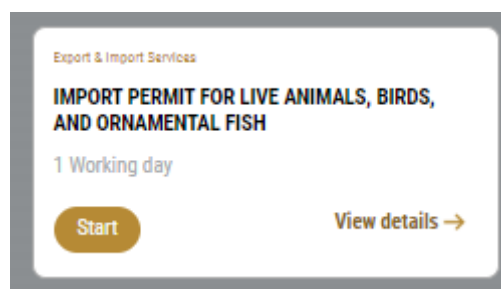 Export & Import Services
IMPORT PERMIT FOR LIVE ANIMALS, BIRDS,
AND ORNAMENTAL FISH
1 Working day
Start
View details →